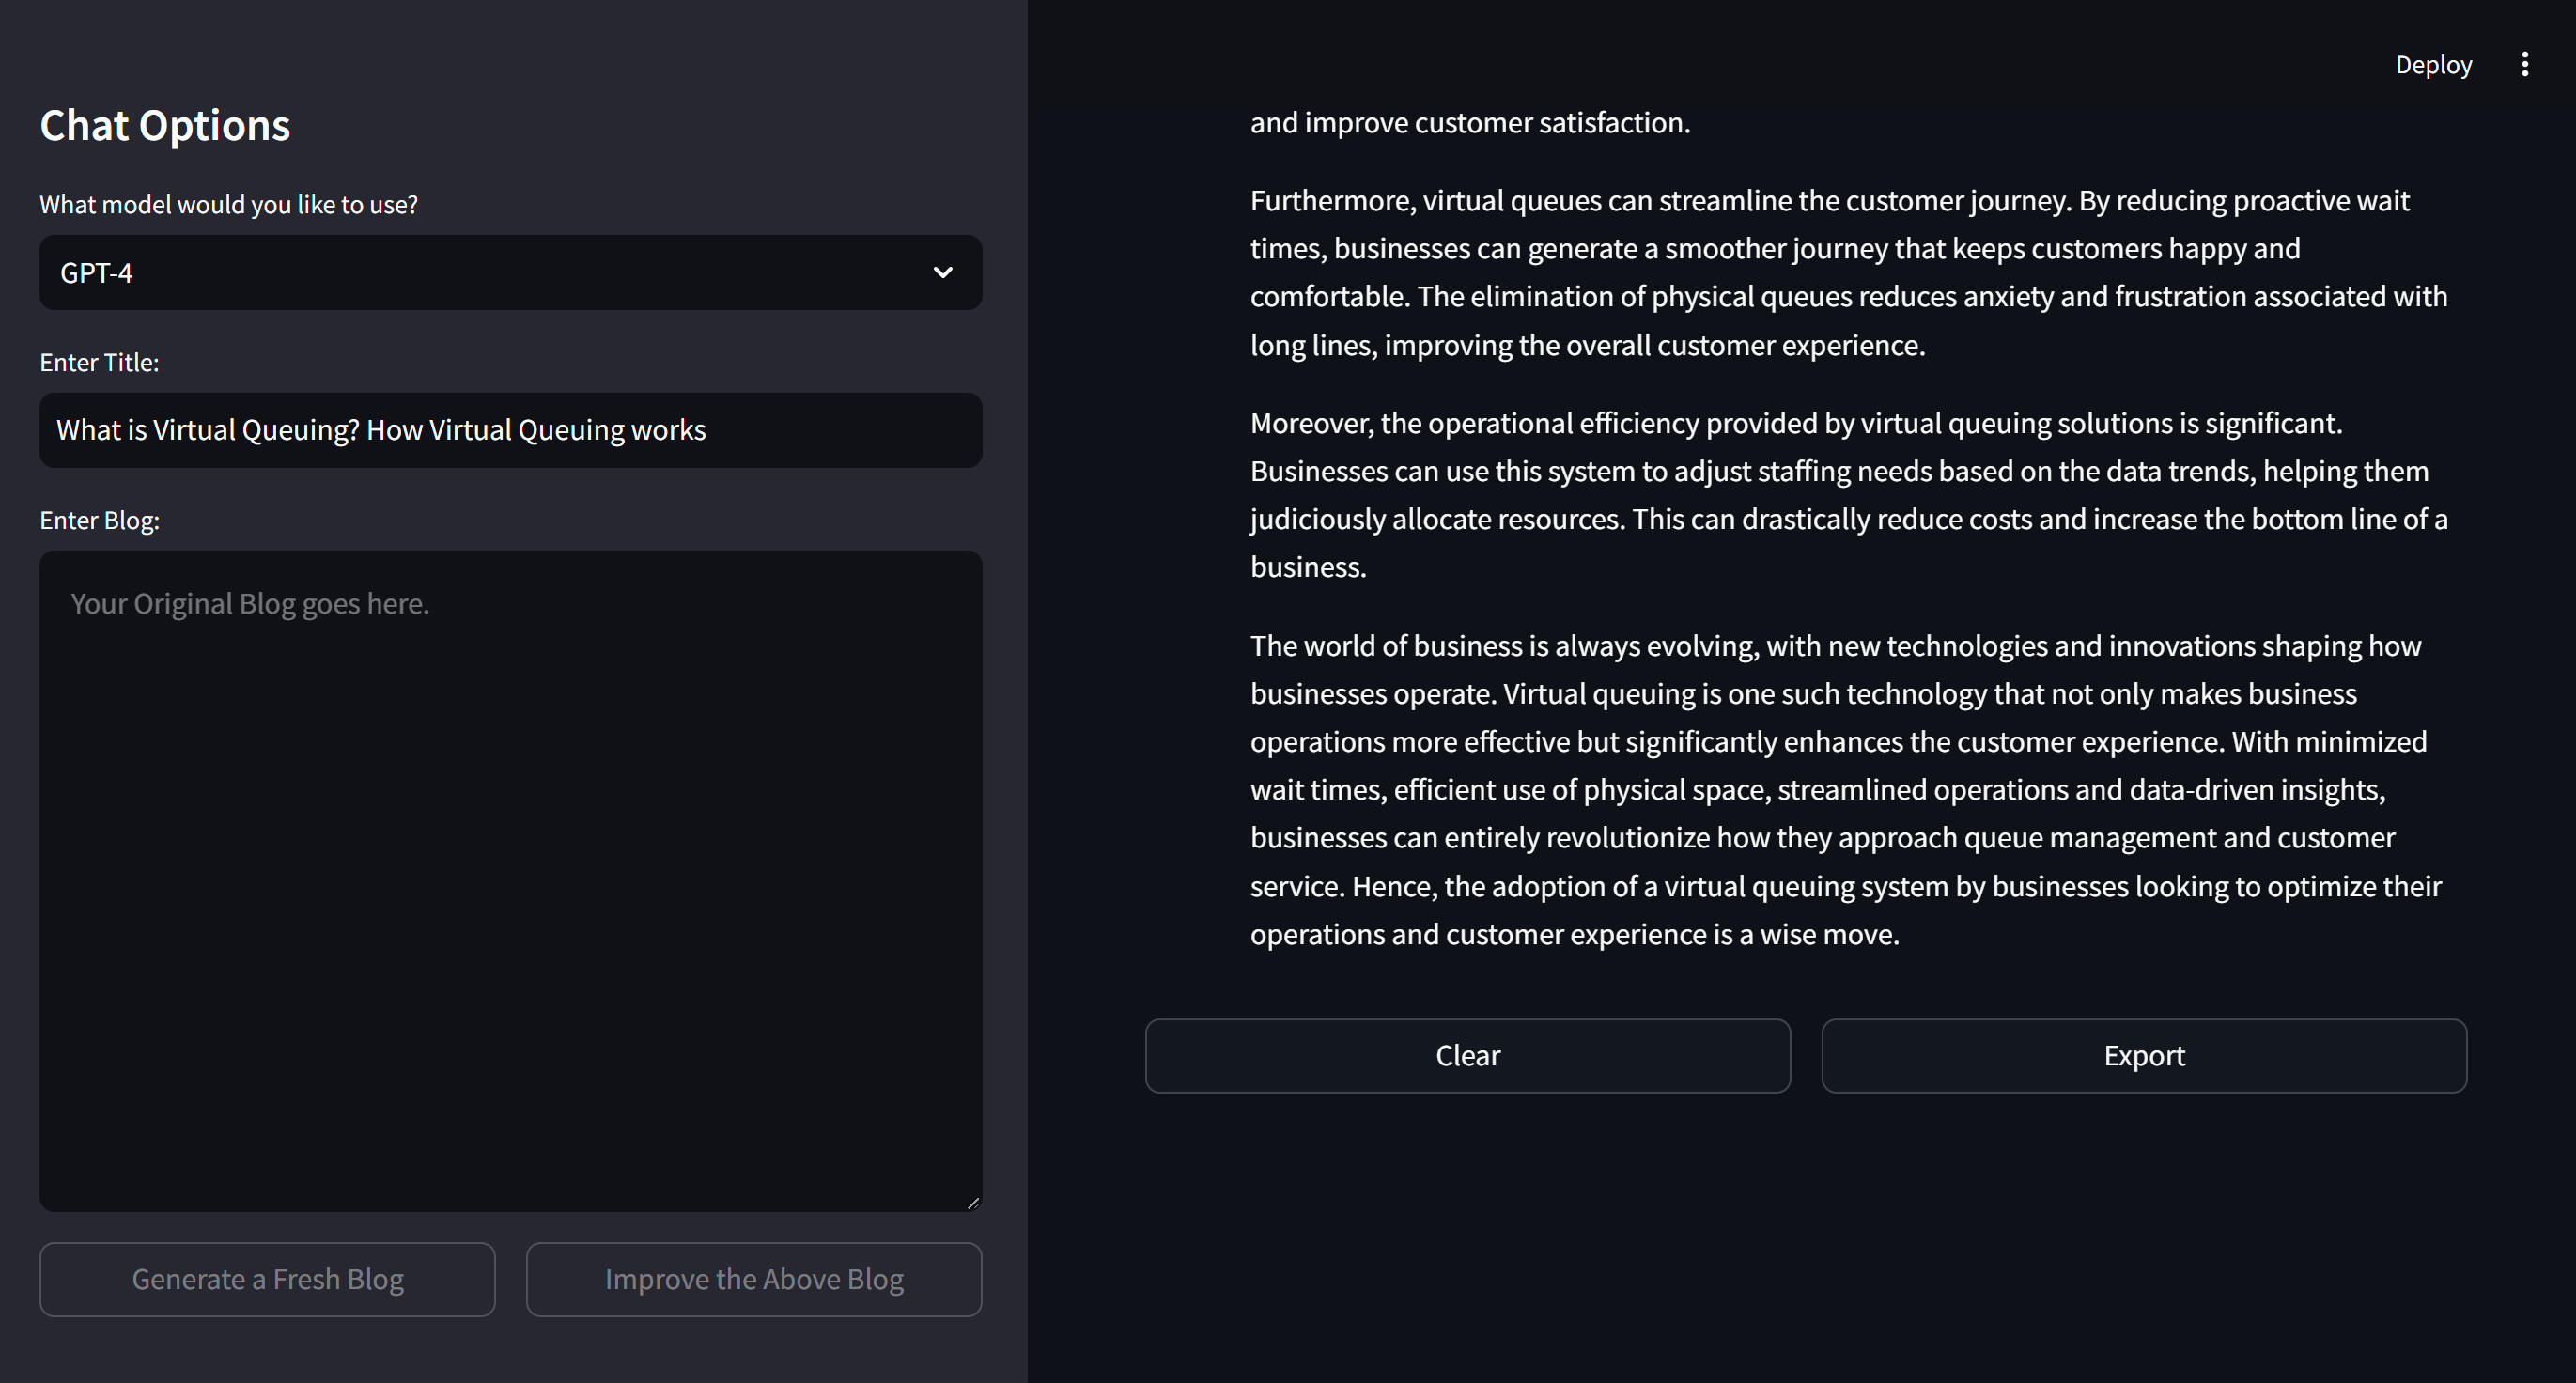 Chat Options
What model would you like to use?
GPT-4
Enter Title:
What is Virtual Queuing? How Virtual Queuing works
Enter Blog:
Your Original Blog goes here.
Generate a Fresh Blog
Improve the Above Blog
Deploy
and improve customer satisfaction.
Furthermore, virtual queues can streamline the customer journey. By reducing proactive wait
times, businesses can generate a smoother journey that keeps customers happy and
comfortable. The elimination of physical queues reduces anxiety and frustration associated with
long lines, improving the overall customer experience.
Moreover, the operational efficiency provided by virtual queuing solutions is significant.
Businesses can use this system to adjust staffing needs based on the data trends, helping them
judiciously allocate resources. This can drastically reduce costs and increase the bottom line of a
business.
The world of business is always evolving, with new technologies and innovations shaping how
businesses operate. Virtual queuing is one such technology that not only makes business
operations more effective but significantly enhances the customer experience. With minimized
wait times, efficient use of physical space, streamlined operations and data-driven insights,
businesses can entirely revolutionize how they approach queue management and customer
service. Hence, the adoption of a virtual queuing system by businesses looking to optimize their
operations and customer experience is a wise move.
Clear
Export